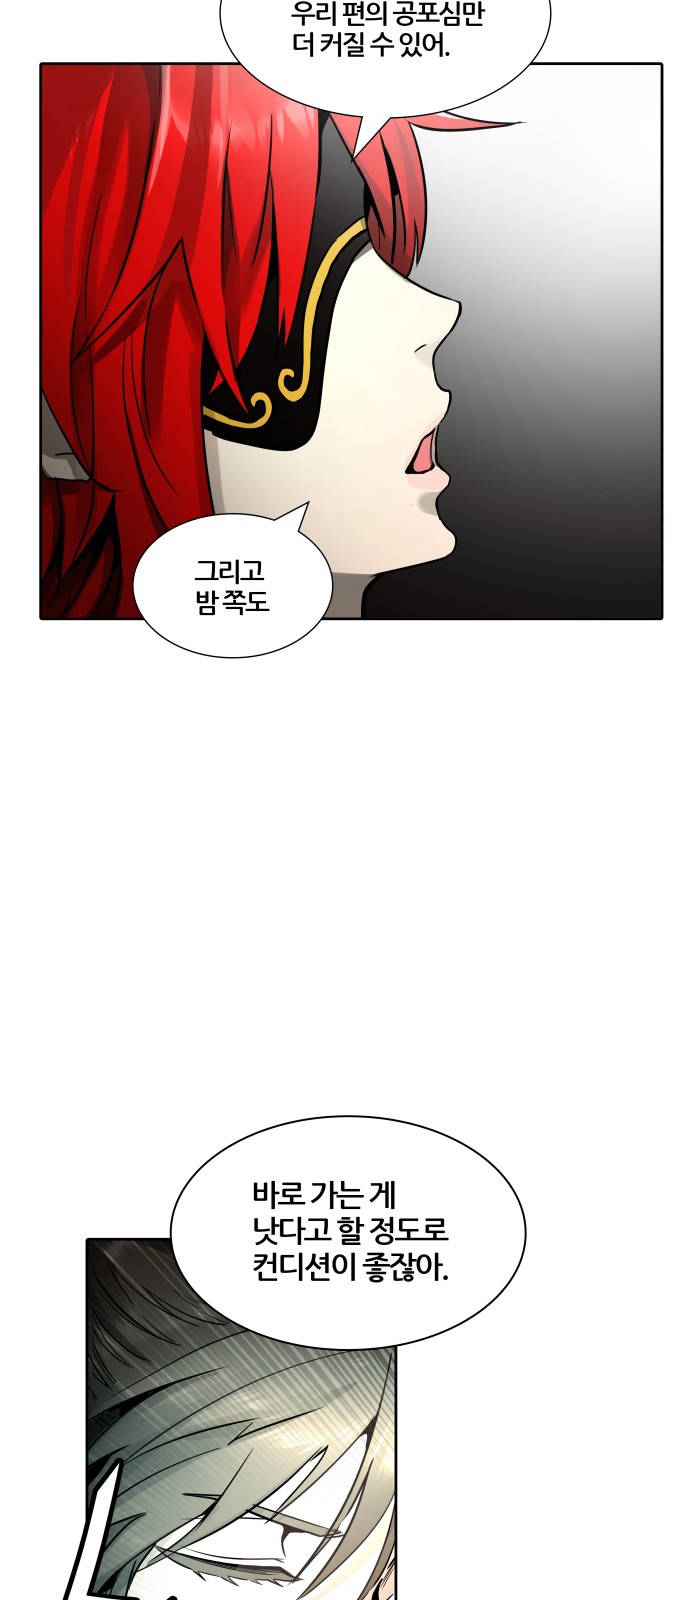 우리 편의 공포심만
더 커질 수 있어.
그리고
밤 쪽도
바로 가는 게
낫다고 할 정도로
컨디션이 좋잖아.